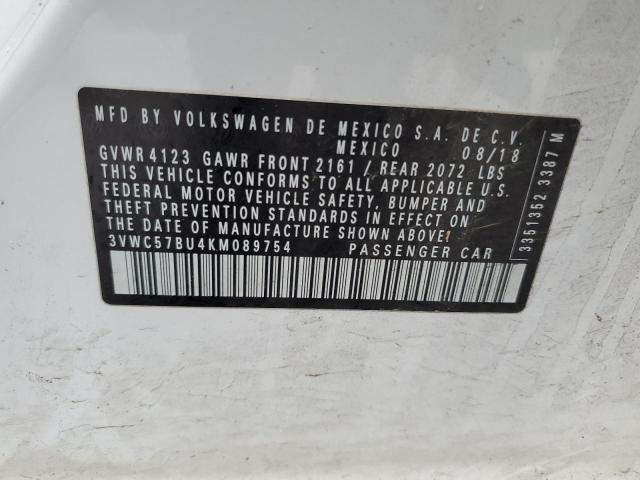 MFD BY VOLKSWAGEN DE MEXICO S.A. DE C.V.
MEXICO 08/18
GVWR 4123 GAWR FRONT 2161 / REAR 2072 LBS
THIS VEHICLE CONFORMS TO ALL APPLICABLE U.S.
FEDERAL MOTOR VEHICLE SAFETY, BUMPER AND
THEFT PREVENTION STANDARDS IN EFFECT ON
THE DATE OF MANUFACTURE SHOWN ABOVE!
3VWC57BU4KM089754 PASSENGER CAR
3351352 3387 M